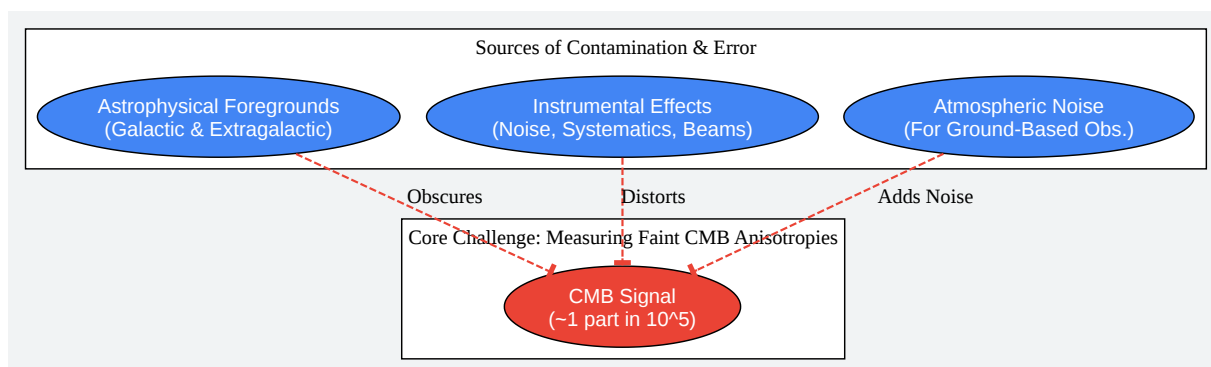 Sources of Contamination & Error
Astrophysical Foregrounds
(Galactic & Extragalactic)
Instrumental Effects
(Noise, Systematics, Beams)
Atmospheric Noise
(For Ground-Based Obs.)
Obscures
Distorts
Adds Noise
Core Challenge: Measuring Faint CMB Anisotropies
CMB Signal
(~1 part in 10^5)